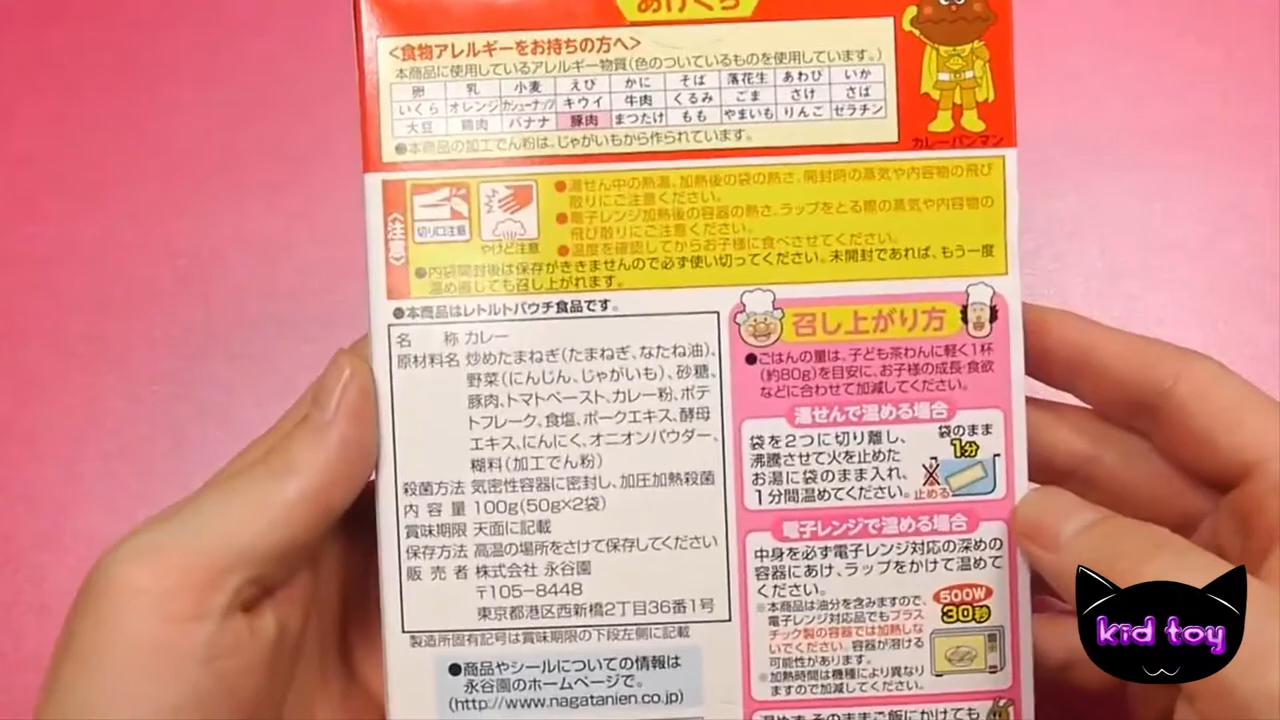 あけくち
<食物アレルギーをお持ちの方へ>
本商品に使用しているアレルギー物質(色のついているものを使用しています。)
卵 乳 小麦 えび かに そば 落花生 あわび いか
いくら オレンジ カシューナッツ キウイ 牛肉 くるみ ごま さけ さば
大豆 鶏肉 バナナ 豚肉 まつたけ もも やまいも りんご ゼラチン
●本商品の加工でん粉は、じゃがいもから作られています。
カレーパンマン
<注意>
切り口注意
やけど注意
●湯せん中の熱湯、加熱後の袋の熱さ、開封時の蒸気や内容物の飛び
散りにご注意ください。
●電子レンジ加熱後の容器の熱さ、ラップをとる際の蒸気や内容物の
飛び散りにご注意ください。
●温度を確認してからお子様に食べさせてください。
●内袋開封後は保存がききませんので必ず使い切ってください。未開封であれば、もう一度
温め直しても召し上がれます。
●本商品はレトルトパウチ食品です。
名 称 カレー
原材料名 炒めたまねぎ(たまねぎ、なたね油)、
野菜(にんじん、じゃがいも)、砂糖、
豚肉、トマトペースト、カレー粉、ポテ
トフレーク、食塩、ポークエキス、酵母
エキス、にんにく、オニオンパウダー、
糊料(加工でん粉)
殺菌方法 気密性容器に密封し、加圧加熱殺菌
内 容 量 100g(50g×2袋)
賞味期限 天面に記載
保存方法 高温の場所をさけて保存してください
販 売 者 株式会社 永谷園
〒105-8448
東京都港区西新橋2丁目36番1号
製造所固有記号は賞味期限の下段左側に記載
●商品やシールについての情報は
永谷園のホームページで。
(http://www.nagatanien.co.jp)
召し上がり方
●ごはんの量は、子ども茶わんに軽く1杯
(約80g)を目安に、お子様の成長・食欲
などに合わせて加減してください。
湯せんで温める場合
袋を2つに切り離し、
沸騰させて火を止めた
お湯に袋のまま入れ、
1分間温めてください。
袋のまま
1分
止める
電子レンジで温める場合
中身を必ず電子レンジ対応の深めの
容器にあけ、ラップをかけて温めて
ください。
※本商品は油分を含みますので、
電子レンジ対応品でもプラス
チック製の容器では加熱しな
いでください。容器が溶ける
可能性があります。
※加熱時間は機種により異なり
ますので加減してください。
500W
30秒
温めず、そのままご飯にかけても
kid toy